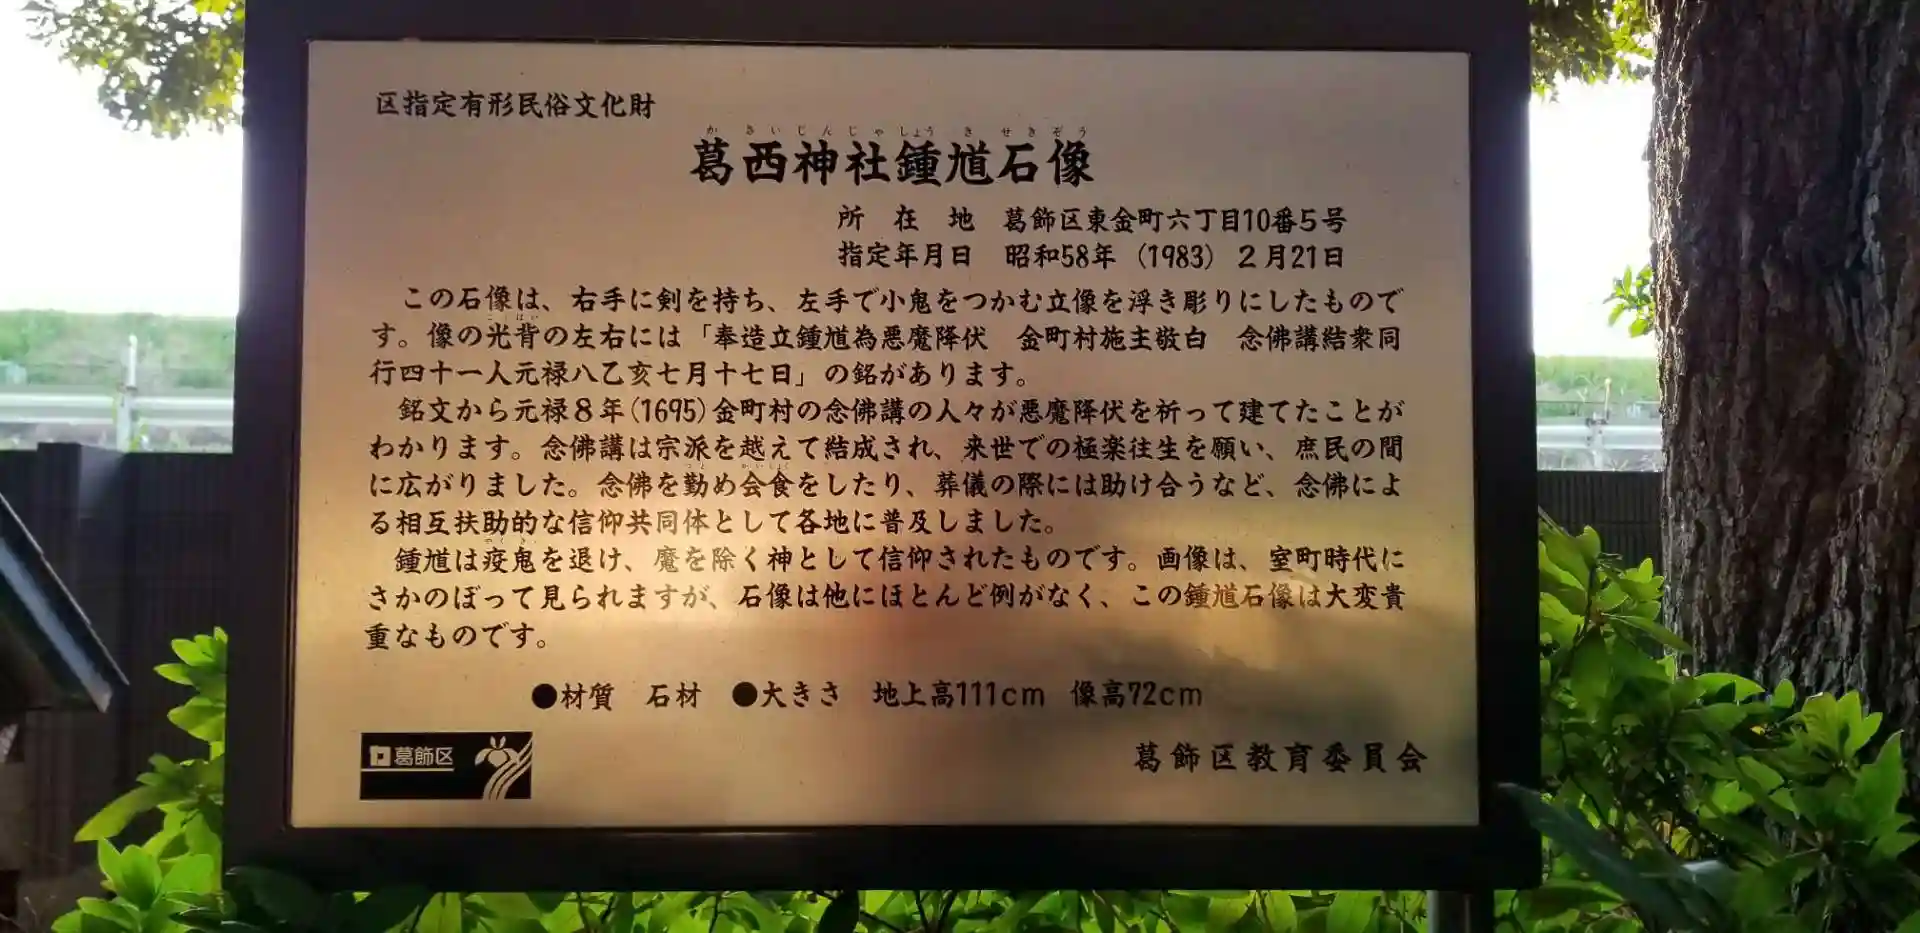 区指定有形民俗文化財
かさいじんじゃしょうきせきぞう
葛西神社鍾馗石像
所在地 葛飾区東金町六丁目10番5号
指定年月日 昭和58年（1983）2月21日
この石像は、右手に剣を持ち、左手で小鬼をつかむ立像を浮き彫りにしたもので
こうはい
す。像の光背の左右には「奉造立鍾馗為悪魔降伏 金町村施主敬白 念佛講結衆同
行四十一人元禄八乙亥七月十七日」の銘があります。
銘文から元禄８年(1695)金町村の念佛講の人々が悪魔降伏を祈って建てたことが
わかります。念佛講は宗派を越えて結成され、来世での極楽往生を願い、庶民の間
つと かいしょく
に広がりました。念佛を勤め会食をしたり、葬儀の際には助け合うなど、念佛によ
る相互扶助的な信仰共同体として各地に普及しました。
やくき
鍾馗は疫鬼を退け、魔を除く神として信仰されたものです。画像は、室町時代に
さかのぼって見られますが、石像は他にほとんど例がなく、この鍾馗石像は大変貴
重なものです。
●材質 石材 ●大きさ 地上高111cm 像高72cm
葛飾区
葛飾区教育委員会